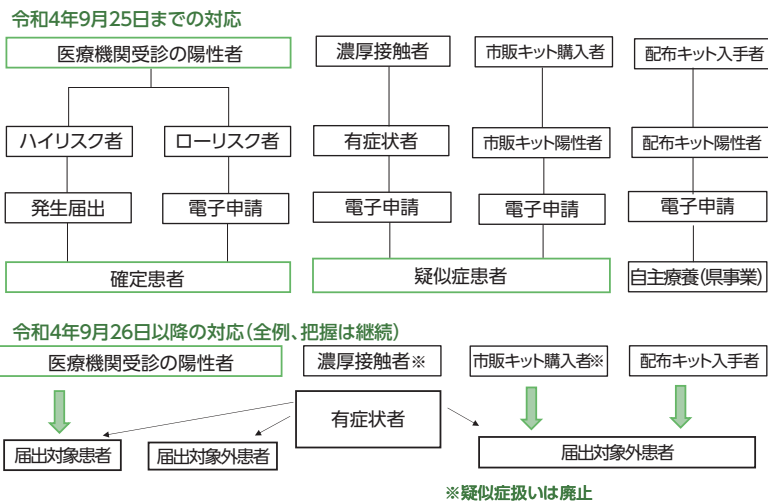 令和4年9月25日までの対応
医療機関受診の陽性者
濃厚接触者
市販キット購入者
配布キット入手者
ハイリスク者
ローリスク者
有症状者
市販キット陽性者
配布キット陽性者
発生届出
電子申請
電子申請
電子申請
電子申請
確定患者
疑似症患者
自主療養(県事業)
令和4年9月26日以降の対応(全例、把握は継続)
医療機関受診の陽性者
濃厚接触者※
市販キット購入者※
配布キット入手者
有症状者
届出対象患者
届出対象外患者
届出対象外患者
※疑似症扱いは廃止